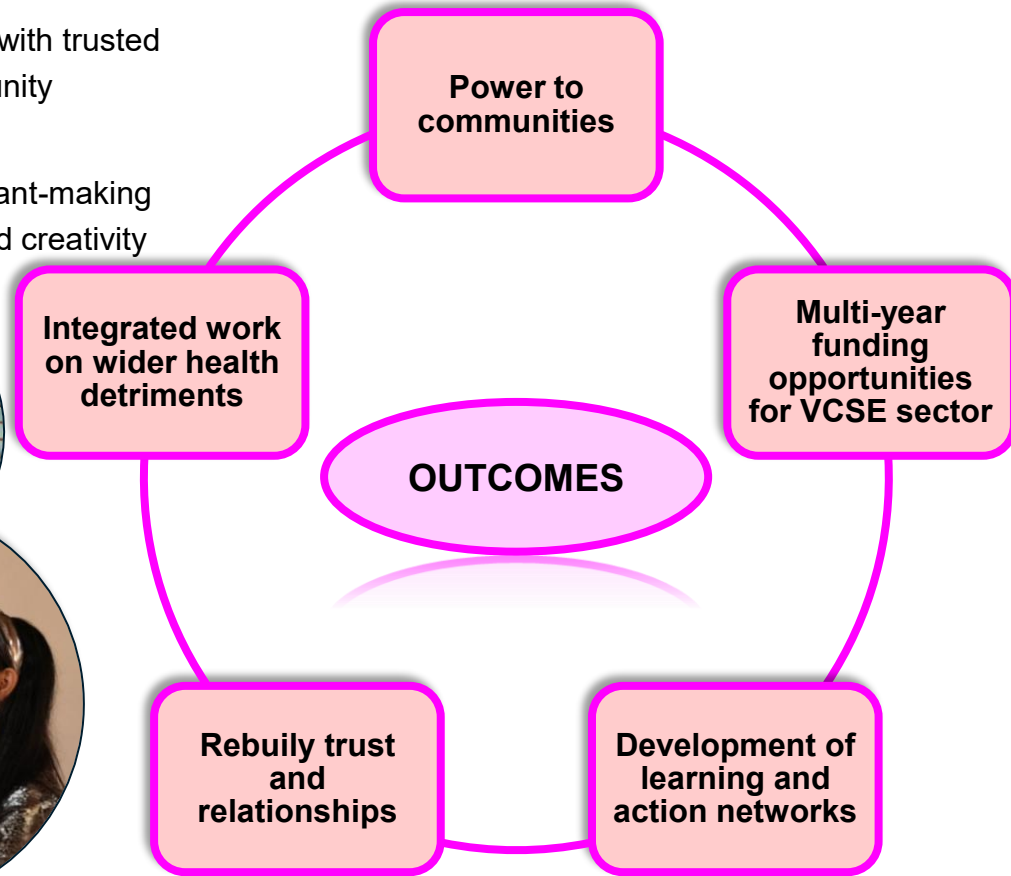 with trusted
unity
ant-making
d creativity
Power to
communities
Multi-year
funding
opportunities
for VCSE sector
Development of
learning and
action networks
Rebuily trust
and
relationships
Integrated work
on wider health
detriments
OUTCOMES